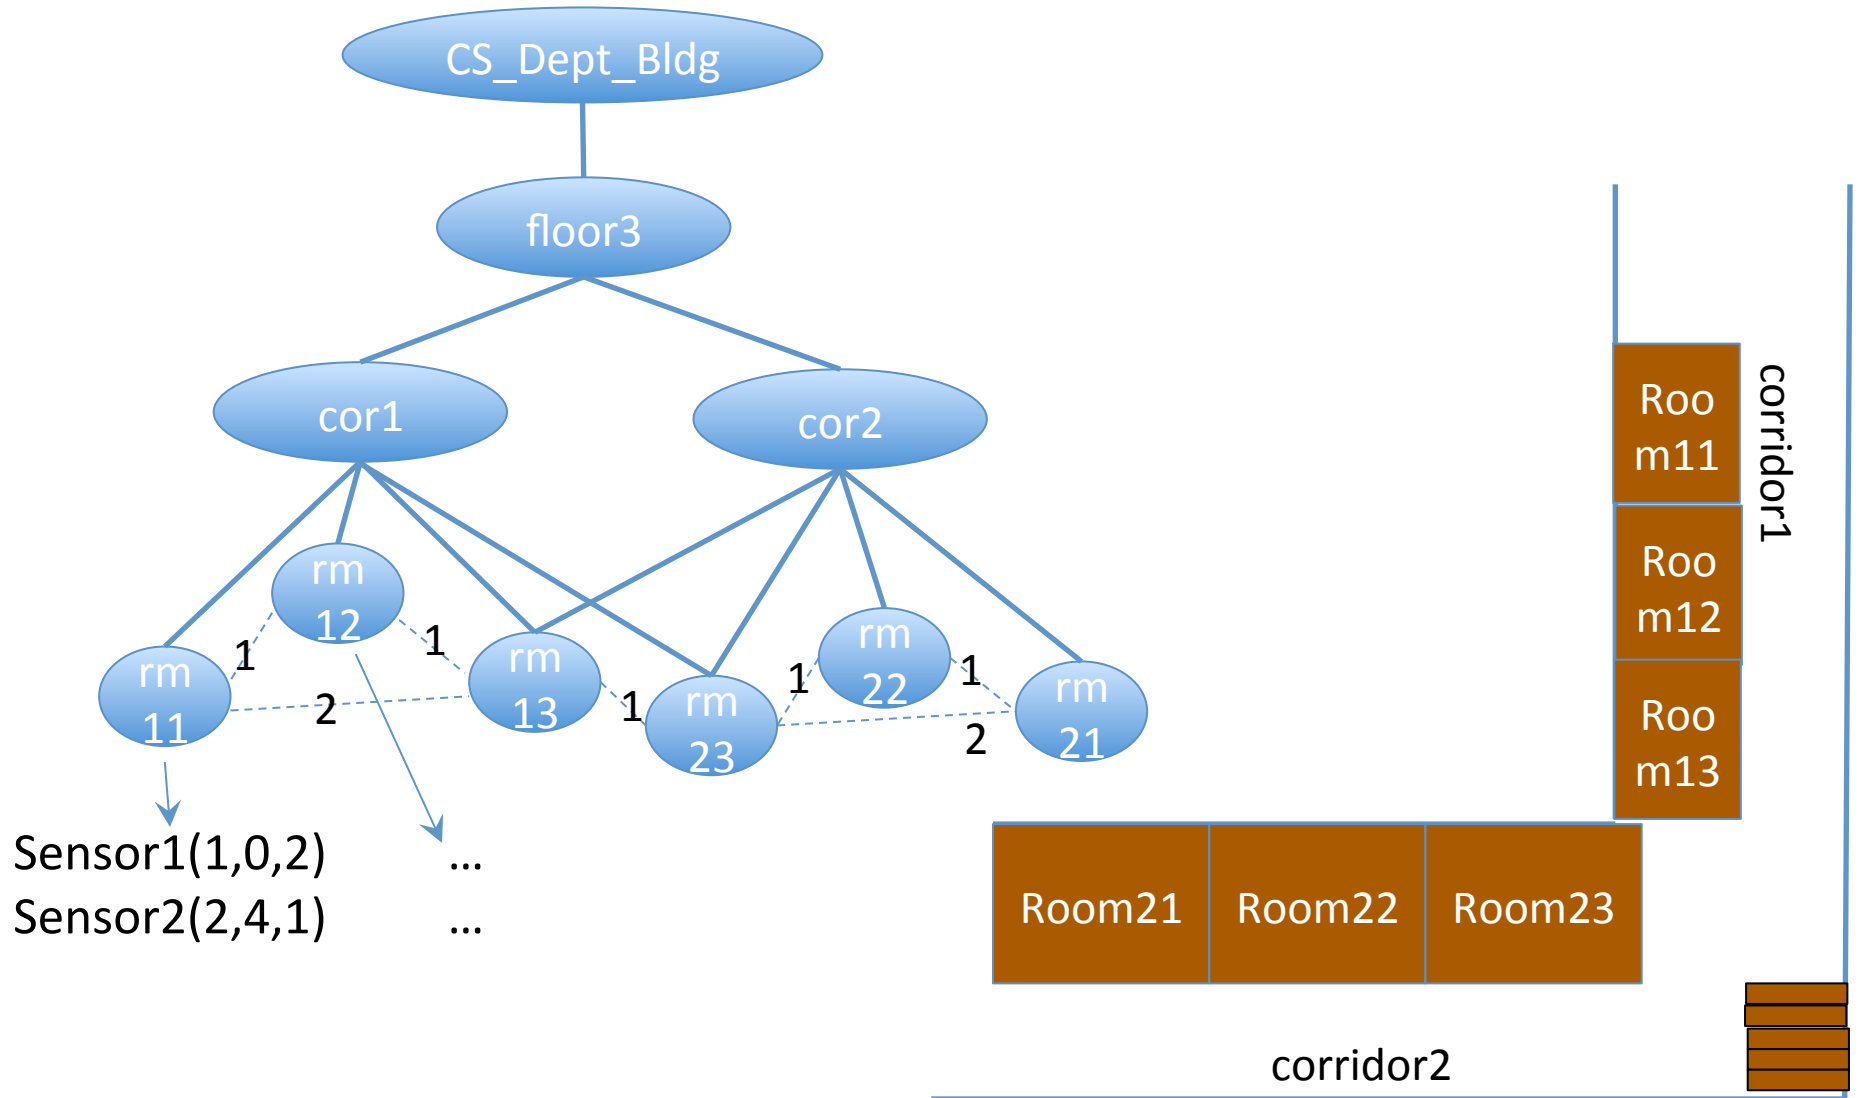 CS_Dept_Bldg
floor3
cor1
cor2
rm
12
rm
11
rm
13
rm
23
rm
22
rm
21
1
1
2
1
1
1
2
Sensor1(1,0,2)
...
Sensor2(2,4,1)
...
Roo
m11
Roo
m12
Roo
m13
corridor1
Room21
Room22
Room23
corridor2